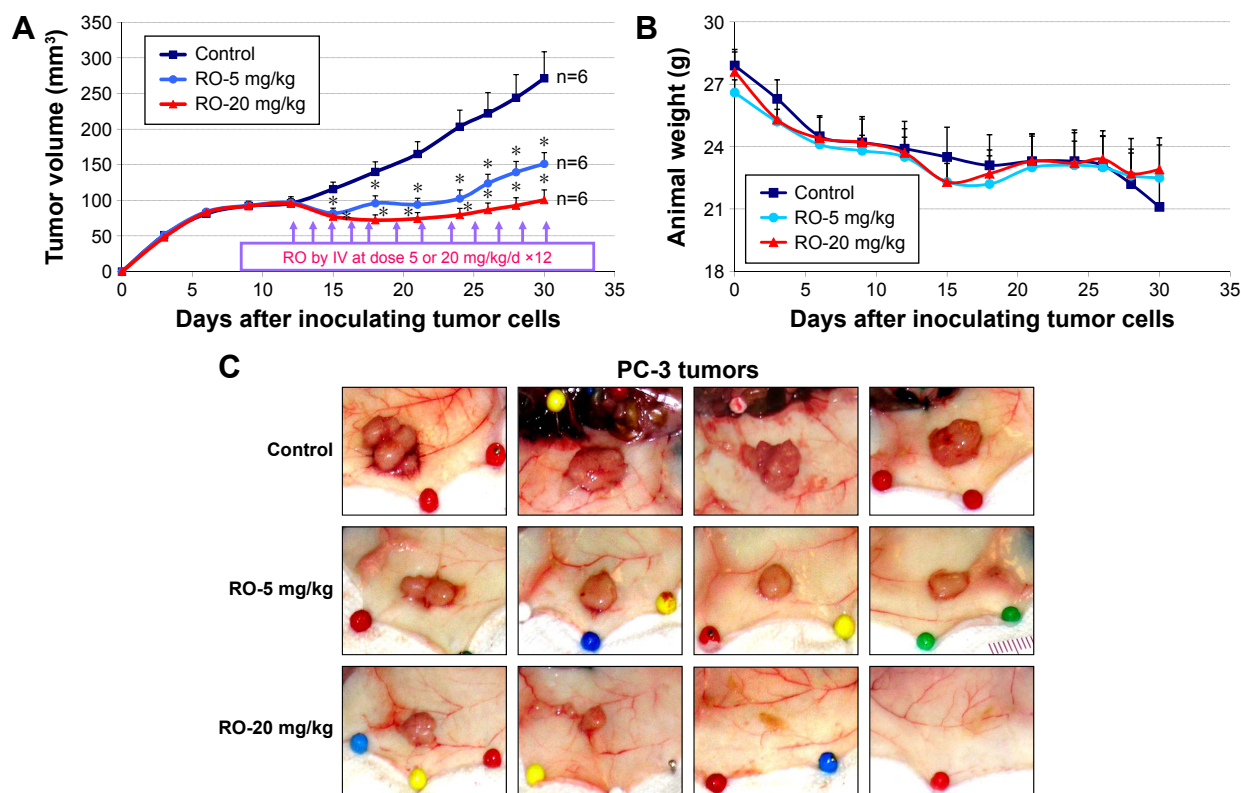 A
Tumor volume (mm³)
350
300
250
200
150
100
50
0
Control
RO-5 mg/kg
RO-20 mg/kg
n=6
n=6
n=6
* * * * * * *
* * * * * * *
RO by IV at dose 5 or 20 mg/kg/d ×12
0 5 10 15 20 25 30 35
Days after inoculating tumor cells
B
Animal weight (g)
30
27
24
21
18
Control
RO-5 mg/kg
RO-20 mg/kg
0 5 10 15 20 25 30 35
Days after inoculating tumor cells
C
PC-3 tumors
Control
RO-5 mg/kg
RO-20 mg/kg